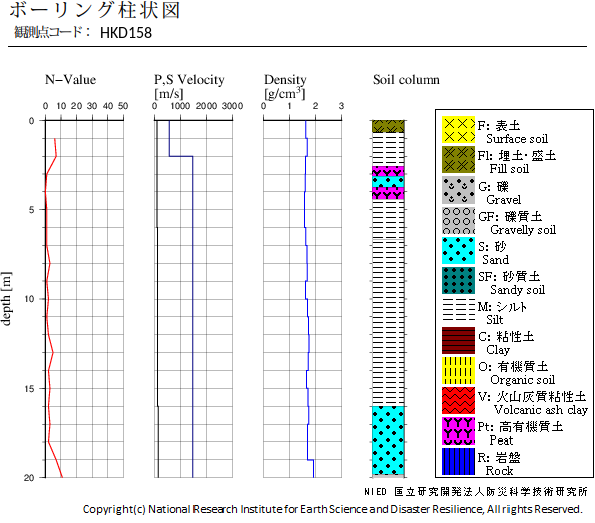 ボーリング柱状図
観測点コード： HKD158
N−Value
P,S Velocity
[m/s]
Density
[g/cm3]
Soil column
0 10 20 30 40 50
0 1000 2000 3000
0 1 2 3
0
5
10
15
20
depth [m]
F: 表土
Surface soil
Fl: 埋土・盛土
Fill soil
G: 礫
Gravel
GF: 礫質土
Gravelly soil
S: 砂
Sand
SF: 砂質土
Sandy soil
M: シルト
Silt
C: 粘性土
Clay
O: 有機質土
Organic soil
V: 火山灰質粘性土
Volcanic ash clay
Pt: 高有機質土
Peat
R: 岩盤
Rock
NIED 国立研究開発法人防災科学技術研究所
Copyright(c) National Research Institute for Earth Science and Disaster Resilience, All rights Reserved.